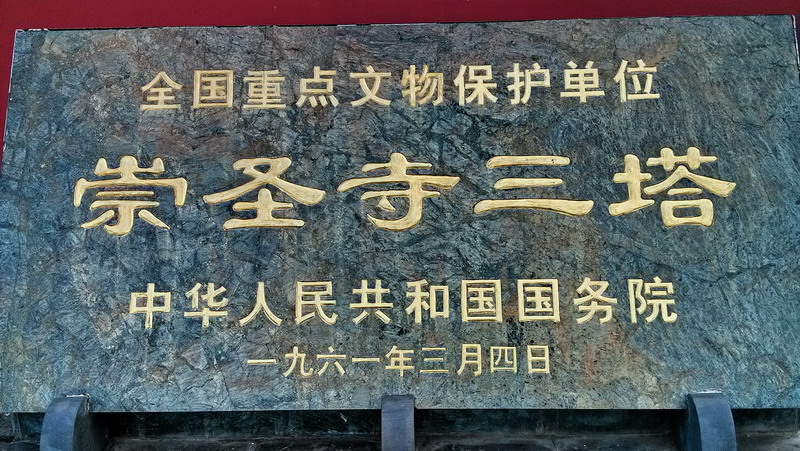 全国重点文物保护单位
崇圣寺三塔
中华人民共和国国务院
一九六一年三月四日